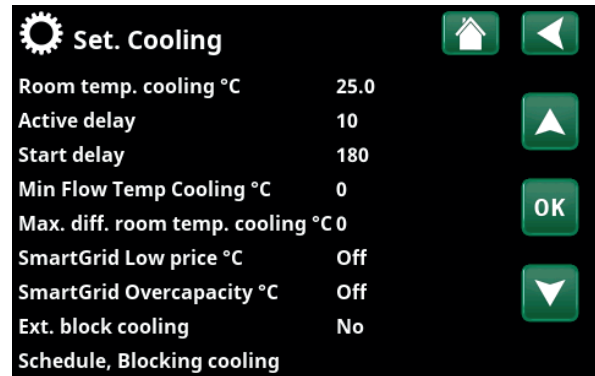 Set. Cooling
Room temp. cooling °C 25.0
Active delay 10
Start delay 180
Min Flow Temp Cooling °C 0
OK
Max. diff. room temp. cooling °C 0
SmartGrid Low price °C Off
SmartGrid Overcapacity °C Off
Ext. block cooling No
Schedule, Blocking cooling